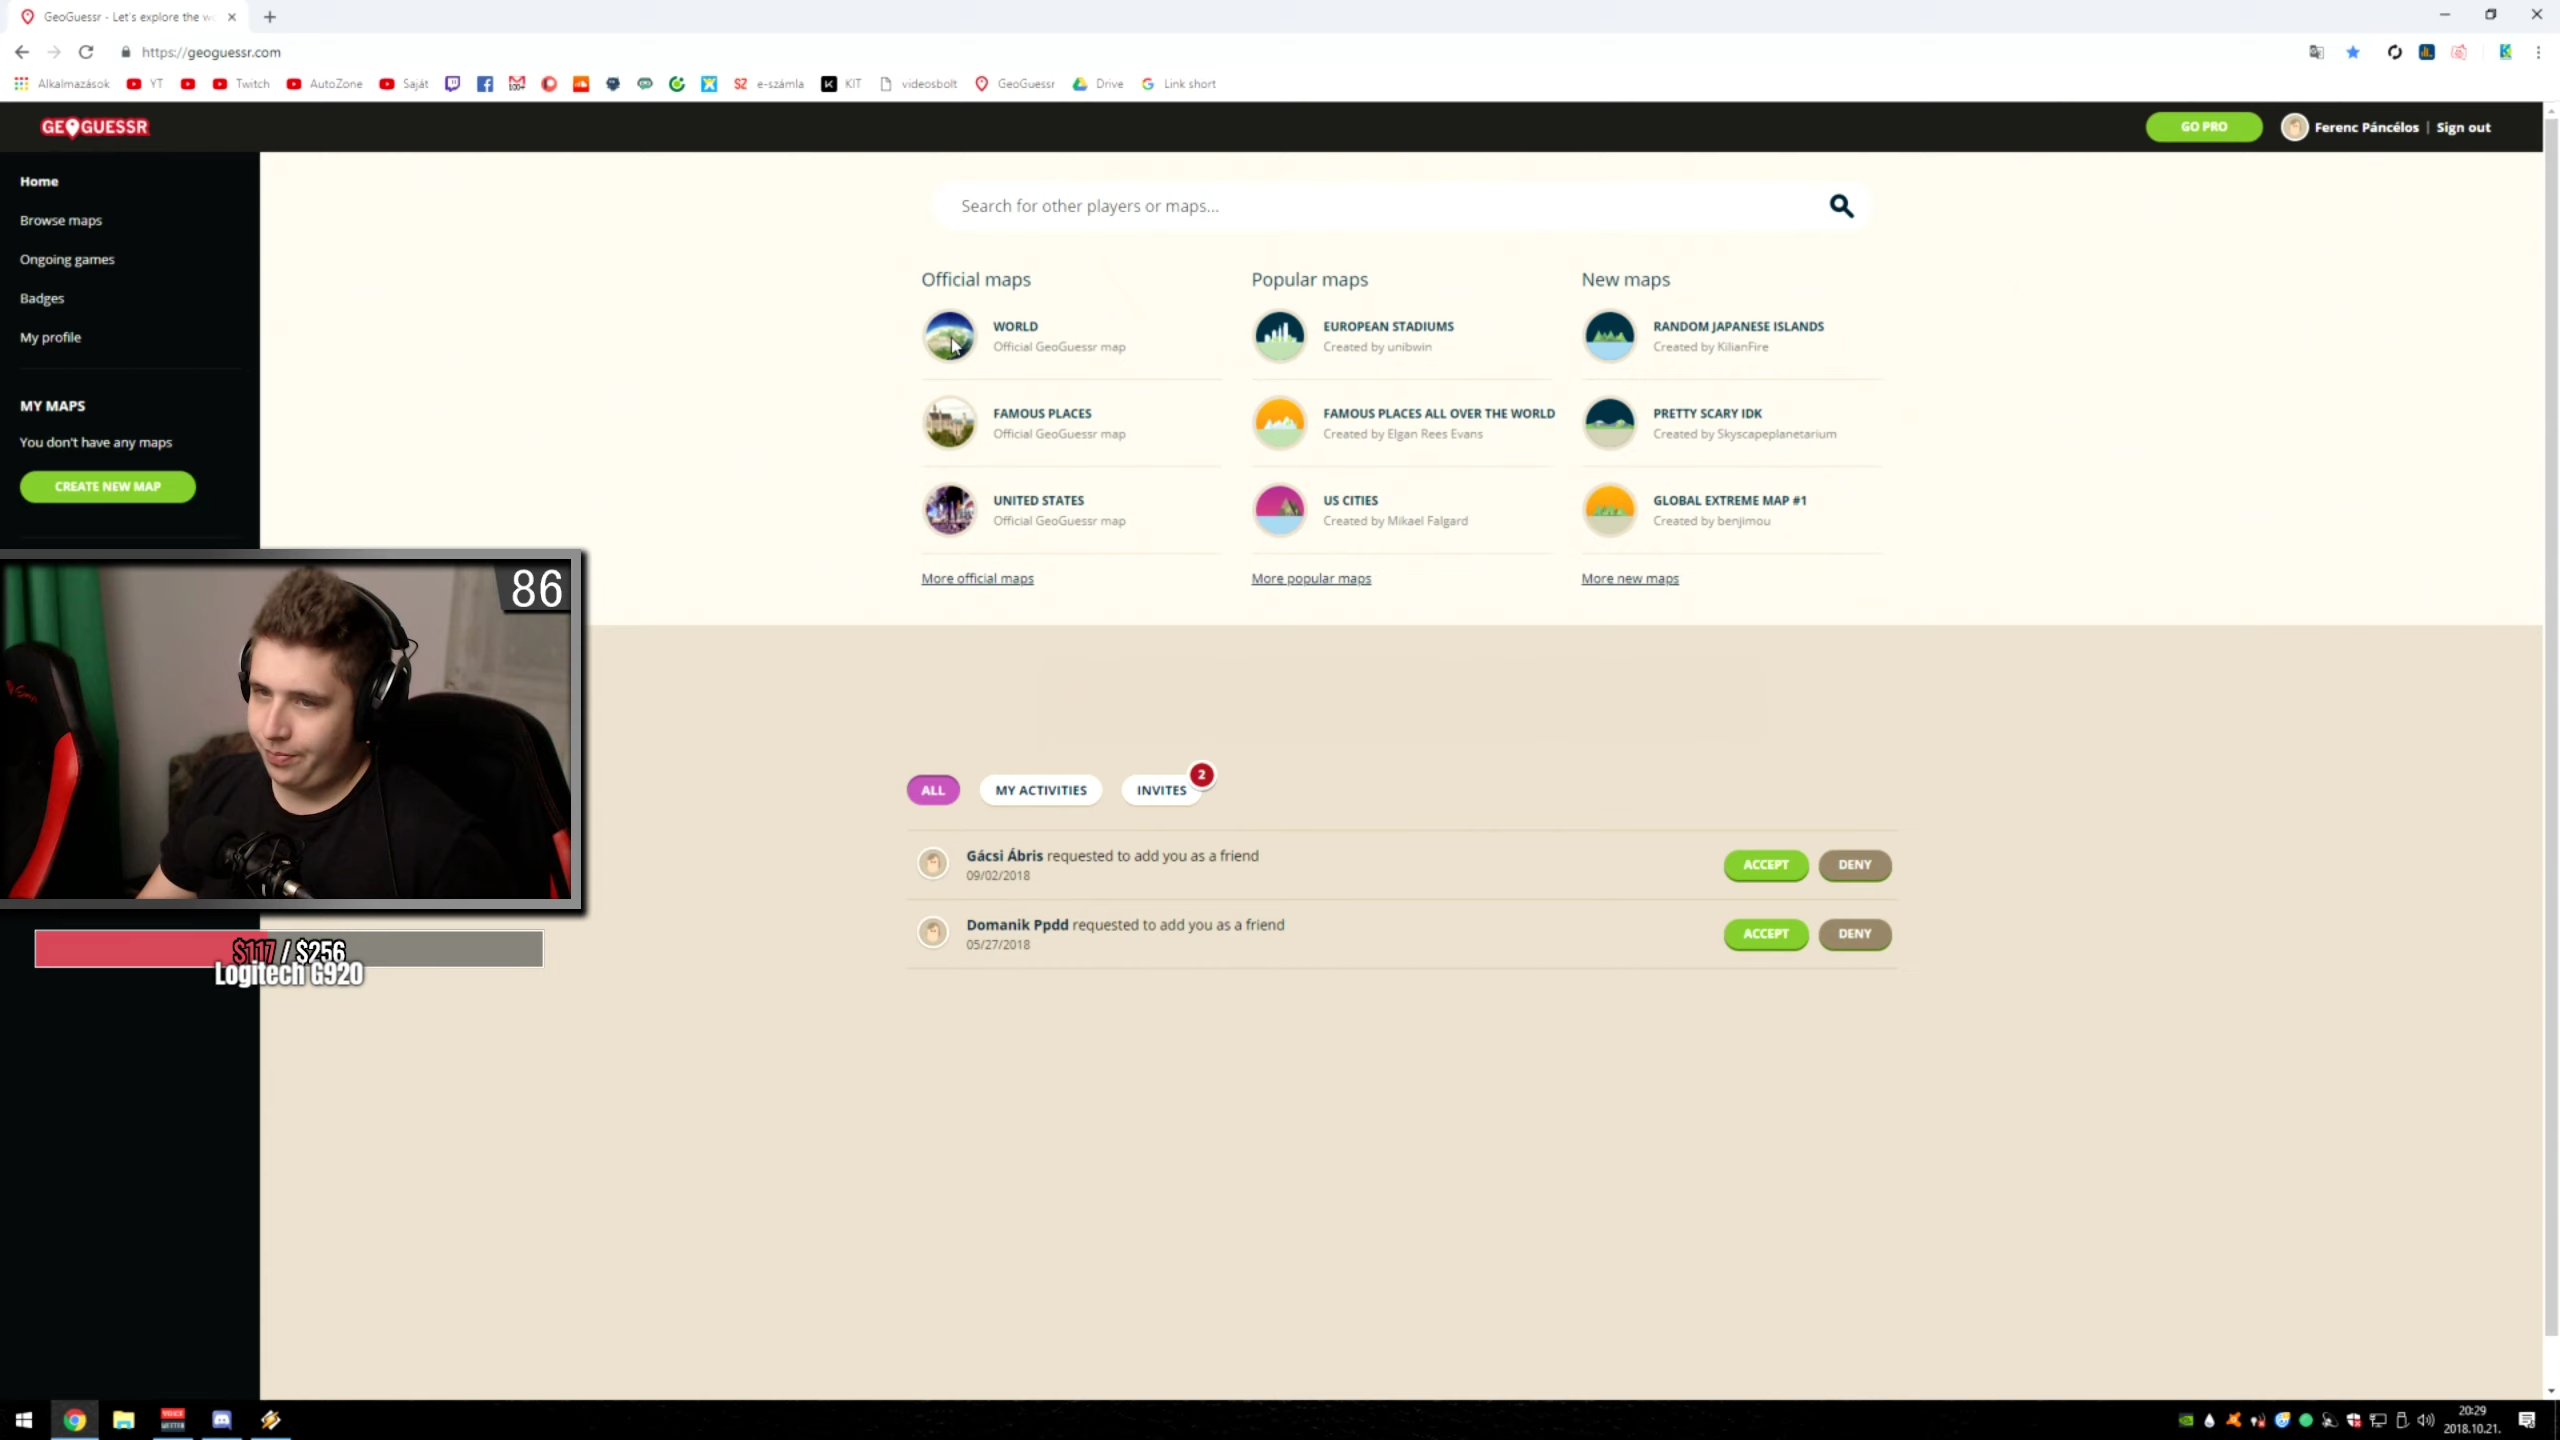 GeoGuessr - Let's explore the w
https://geoguessr.com
Alkalmazások YT Twitch AutoZone Saját e-számla KIT videosbolt GeoGuessr Drive Link short
GEOGUESSR
GO PRO
Ferenc Páncélos | Sign out
Home
Browse maps
Ongoing games
Badges
My profile
MY MAPS
You don't have any maps
CREATE NEW MAP
Search for other players or maps...
Official maps
WORLD
Official GeoGuessr map
FAMOUS PLACES
Official GeoGuessr map
UNITED STATES
Official GeoGuessr map
More official maps
Popular maps
EUROPEAN STADIUMS
Created by unibwin
FAMOUS PLACES ALL OVER THE WORLD
Created by Elgan Rees Evans
US CITIES
Created by Mikael Falgard
More popular maps
New maps
RANDOM JAPANESE ISLANDS
Created by KilianFire
PRETTY SCARY IDK
Created by Skyscapeplanetarium
GLOBAL EXTREME MAP #1
Created by benjimou
More new maps
86
$117 / $256
Logitech G920
ALL
MY ACTIVITIES
INVITES
2
Gácsi Ábris requested to add you as a friend
09/02/2018
ACCEPT
DENY
Domanik Ppdd requested to add you as a friend
05/27/2018
ACCEPT
DENY
20:29
2018.10.21.